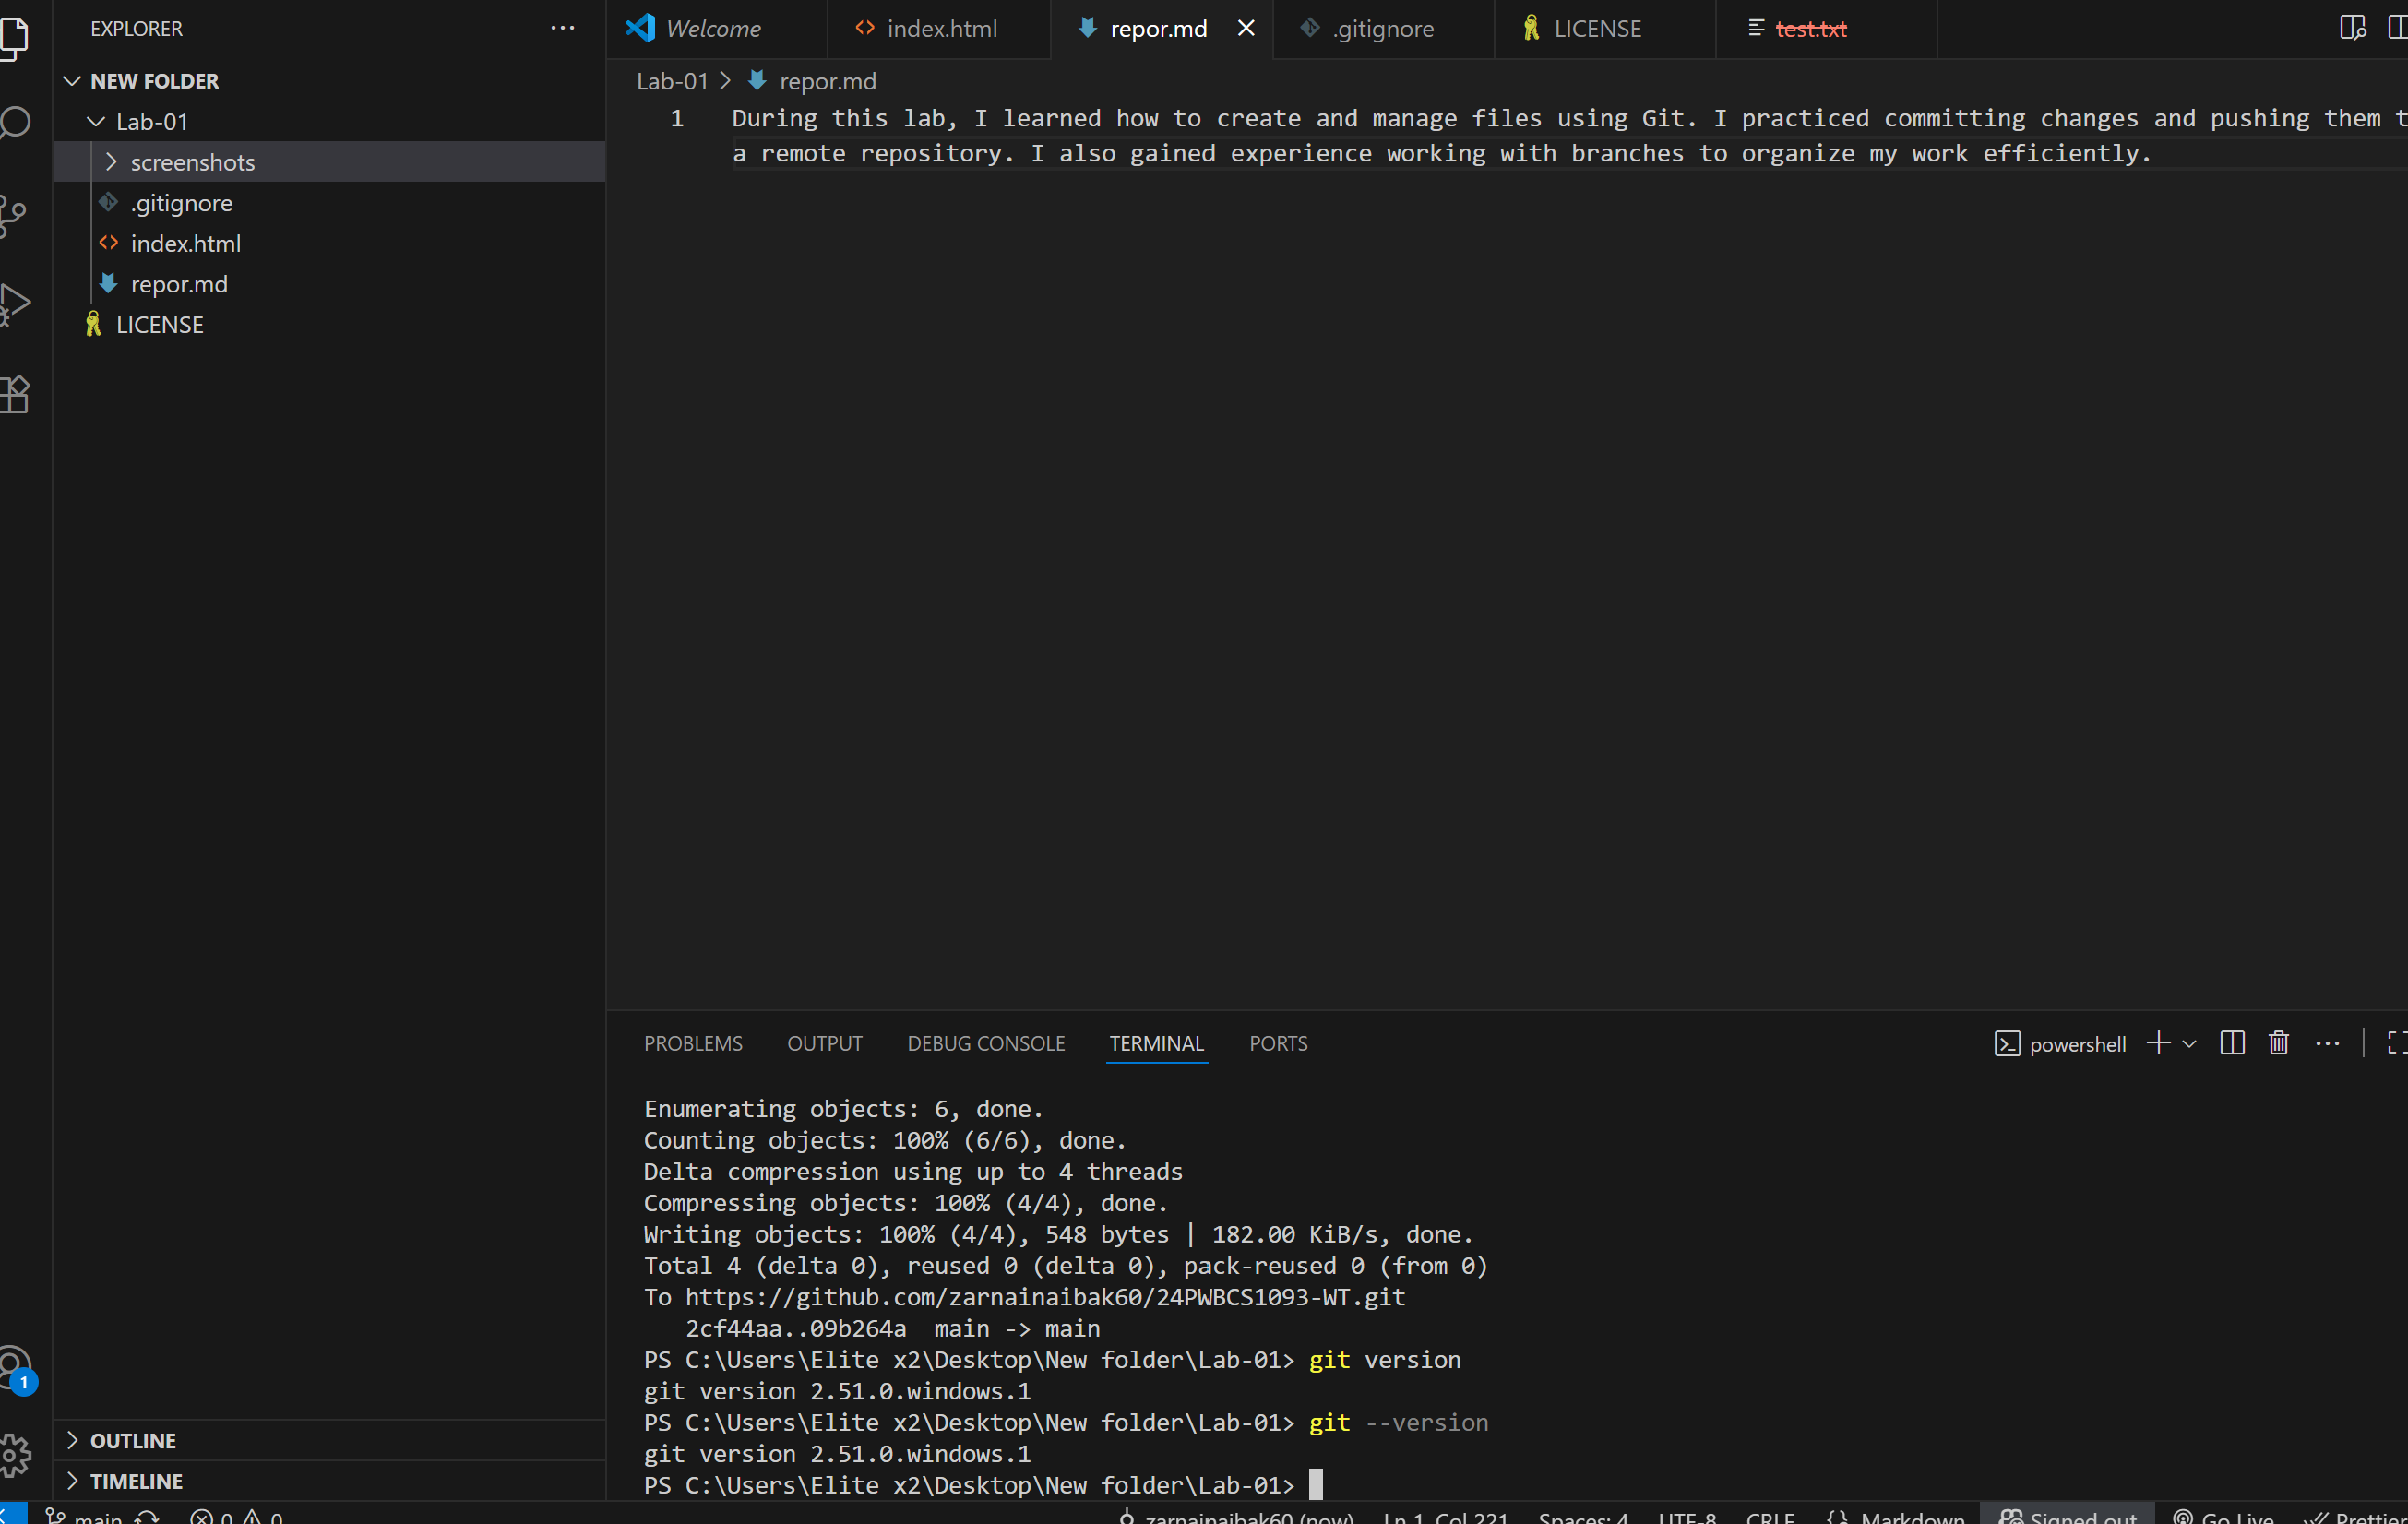 EXPLORER
NEW FOLDER
Lab-01
screenshots
.gitignore
index.html
repor.md
LICENSE
OUTLINE
TIMELINE
Welcome
index.html
repor.md
.gitignore
LICENSE
test.txt
Lab-01 > repor.md
1
During this lab, I learned how to create and manage files using Git. I practiced committing changes and pushing them
a remote repository. I also gained experience working with branches to organize my work efficiently.
PROBLEMS OUTPUT DEBUG CONSOLE TERMINAL PORTS
powershell
Enumerating objects: 6, done.
Counting objects: 100% (6/6), done.
Delta compression using up to 4 threads
Compressing objects: 100% (4/4), done.
Writing objects: 100% (4/4), 548 bytes | 182.00 KiB/s, done.
Total 4 (delta 0), reused 0 (delta 0), pack-reused 0 (from 0)
To https://github.com/zarnainaibak60/24PWBCS1093-WT.git
2cf44aa..09b264a main -> main
PS C:\Users\Elite x2\Desktop\New folder\Lab-01> git version
git version 2.51.0.windows.1
PS C:\Users\Elite x2\Desktop\New folder\Lab-01> git --version
git version 2.51.0.windows.1
PS C:\Users\Elite x2\Desktop\New folder\Lab-01>
1
main 0 0 zarnainaibak60 (now) Ln 1, Col 221 Spaces: 4 UTF-8 CRLF {} Markdown Signed out Go Live Prettier